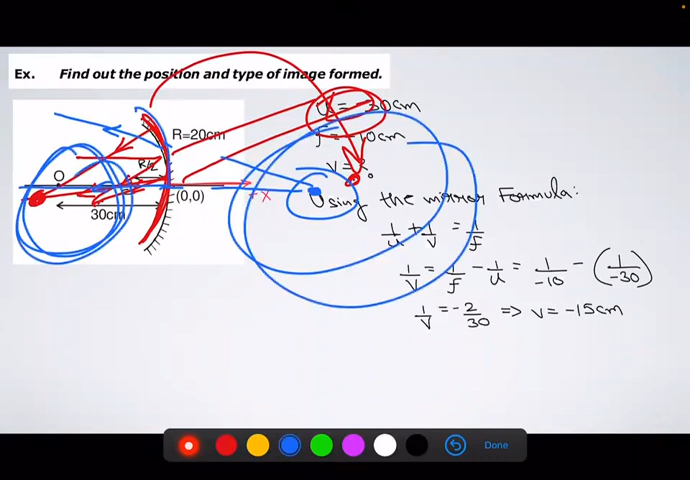 Ex. Find out the position and type of image formed.
R=20cm
R/2
O
(0,0)
+x
30cm
u = -30cm
f = -10cm
v = ?
Using the mirror Formula:
1/u + 1/v = 1/f
1/v = 1/f - 1/u = 1/-10 - (1/-30)
1/v = -2/30 => v = -15cm
Done